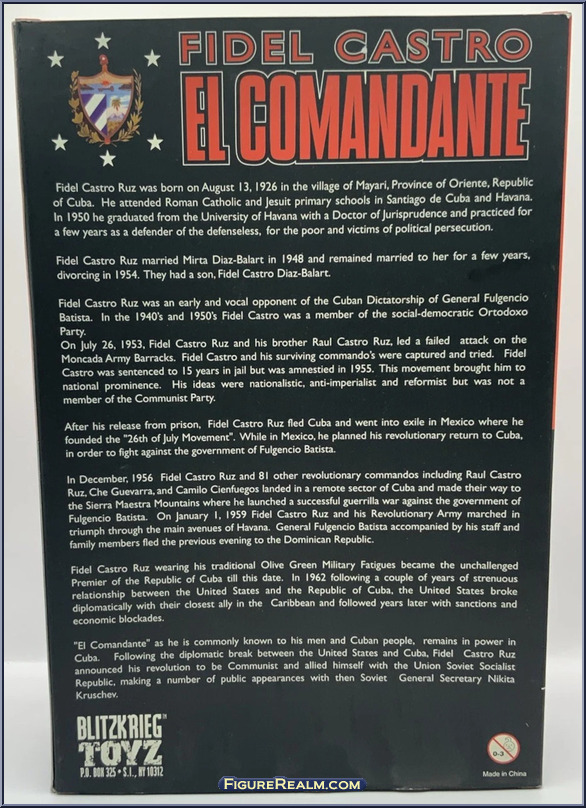 FIDEL CASTRO
EL COMANDANTE
Fidel Castro Ruz was born on August 13, 1926 in the village of Mayari, Province of Oriente, Republic
of Cuba. He attended Roman Catholic and Jesuit primary schools in Santiago de Cuba and Havana.
In 1950 he graduated from the University of Havana with a Doctor of Jurisprudence and practiced for
a few years as a defender of the defenseless, for the poor and victims of political persecution.
Fidel Castro Ruz married Mirta Diaz-Balart in 1948 and remained married to her for a few years,
divorcing in 1954. They had a son, Fidel Castro Diaz-Balart.
Fidel Castro Ruz was an early and vocal opponent of the Cuban Dictatorship of General Fulgencio
Batista. In the 1940's and 1950's Fidel Castro was a member of the social-democratic Ortodoxo
Party.
On July 26, 1953, Fidel Castro Ruz and his brother Raul Castro Ruz, led a failed attack on the
Moncada Army Barracks. Fidel Castro and his surviving commando's were captured and tried. Fidel
Castro was sentenced to 15 years in jail but was amnestied in 1955. This movement brought him to
national prominence. His ideas were nationalistic, anti-imperialist and reformist but was not a
member of the Communist Party.
After his release from prison, Fidel Castro Ruz fled Cuba and went into exile in Mexico where he
founded the "26th of July Movement". While in Mexico, he planned his revolutionary return to Cuba,
in order to fight against the government of Fulgencio Batista.
In December, 1956 Fidel Castro Ruz and 81 other revolutionary commandos including Raul Castro
Ruz, Che Guevarra, and Camilo Cienfuegos landed in a remote sector of Cuba and made their way to
the Sierra Maestra Mountains where he launched a successful guerrilla war against the government of
Fulgencio Batista. On January 1, 1959 Fidel Castro Ruz and his Revolutionary Army marched in
triumph through the main avenues of Havana. General Fulgencio Batista accompanied by his staff and
family members fled the previous evening to the Dominican Republic.
Fidel Castro Ruz wearing his traditional Olive Green Military Fatigues became the unchallenged
Premier of the Republic of Cuba till this date. In 1962 following a couple of years of strenuous
relationship between the United States and the Republic of Cuba, the United States broke
diplomatically with their closest ally in the Caribbean and followed years later with sanctions and
economic blockades.
"El Comandante" as he is commonly known to his men and Cuban people, remains in power in
Cuba. Following the diplomatic break between the United States and Cuba, Fidel Castro Ruz
announced his revolution to be Communist and allied himself with the Union Soviet Socialist
Republic, making a number of public appearances with then Soviet General Secretary Nikita
Kruschev.
BLITZKRIEG™
TOYZ
P.O. BOX 325 • S.I., NY 10312
0-3
Made in China
FIGUREREALM.COM